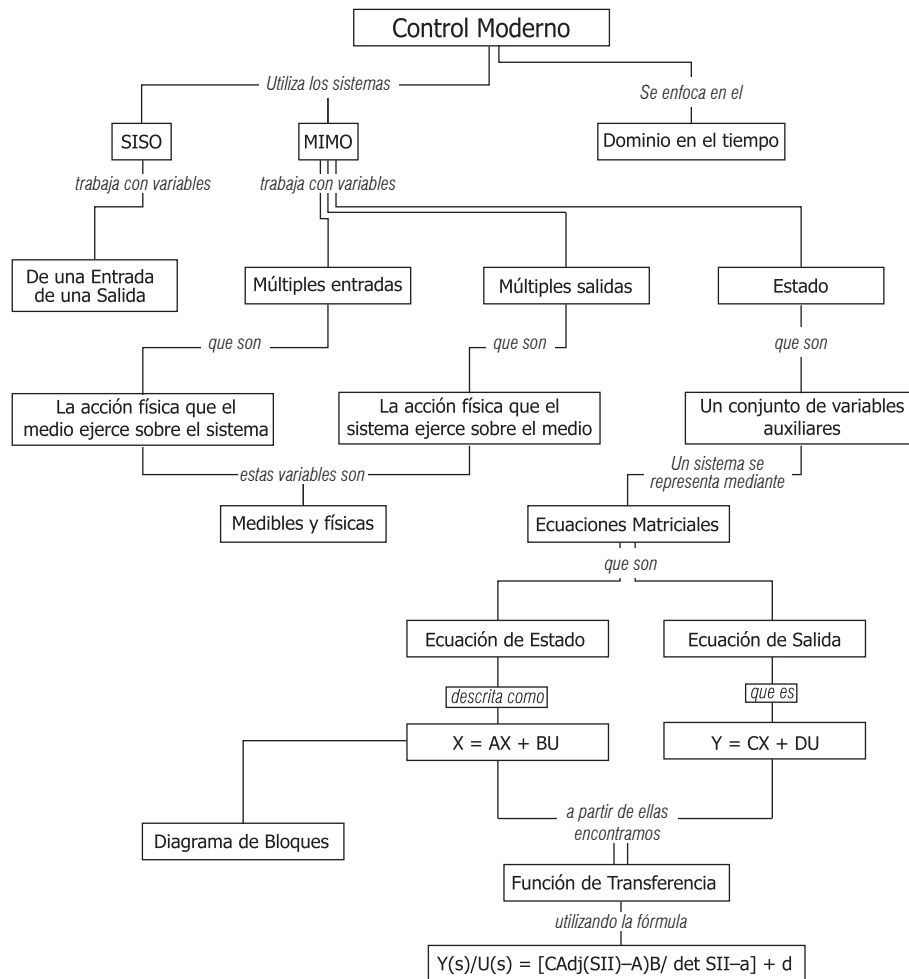 Control Moderno
Utiliza los sistemas
Se enfoca en el
SISO
MIMO
Dominio en el tiempo
trabaja con variables
trabaja con variables
De una Entrada
de una Salida
Múltiples entradas
Múltiples salidas
Estado
que son
que son
que son
La acción física que el
medio ejerce sobre el sistema
La acción física que el
sistema ejerce sobre el medio
Un conjunto de variables
auxiliares
estas variables son
Un sistema se
representa mediante
Medibles y físicas
Ecuaciones Matriciales
que son
Ecuación de Estado
Ecuación de Salida
descrita como
que es
X = AX + BU
Y = CX + DU
Diagrama de Bloques
a partir de ellas
encontramos
Función de Transferencia
utilizando la fórmula
Y(s)/U(s) = [CAdj(SII)–A)B/ det SII–a] + d